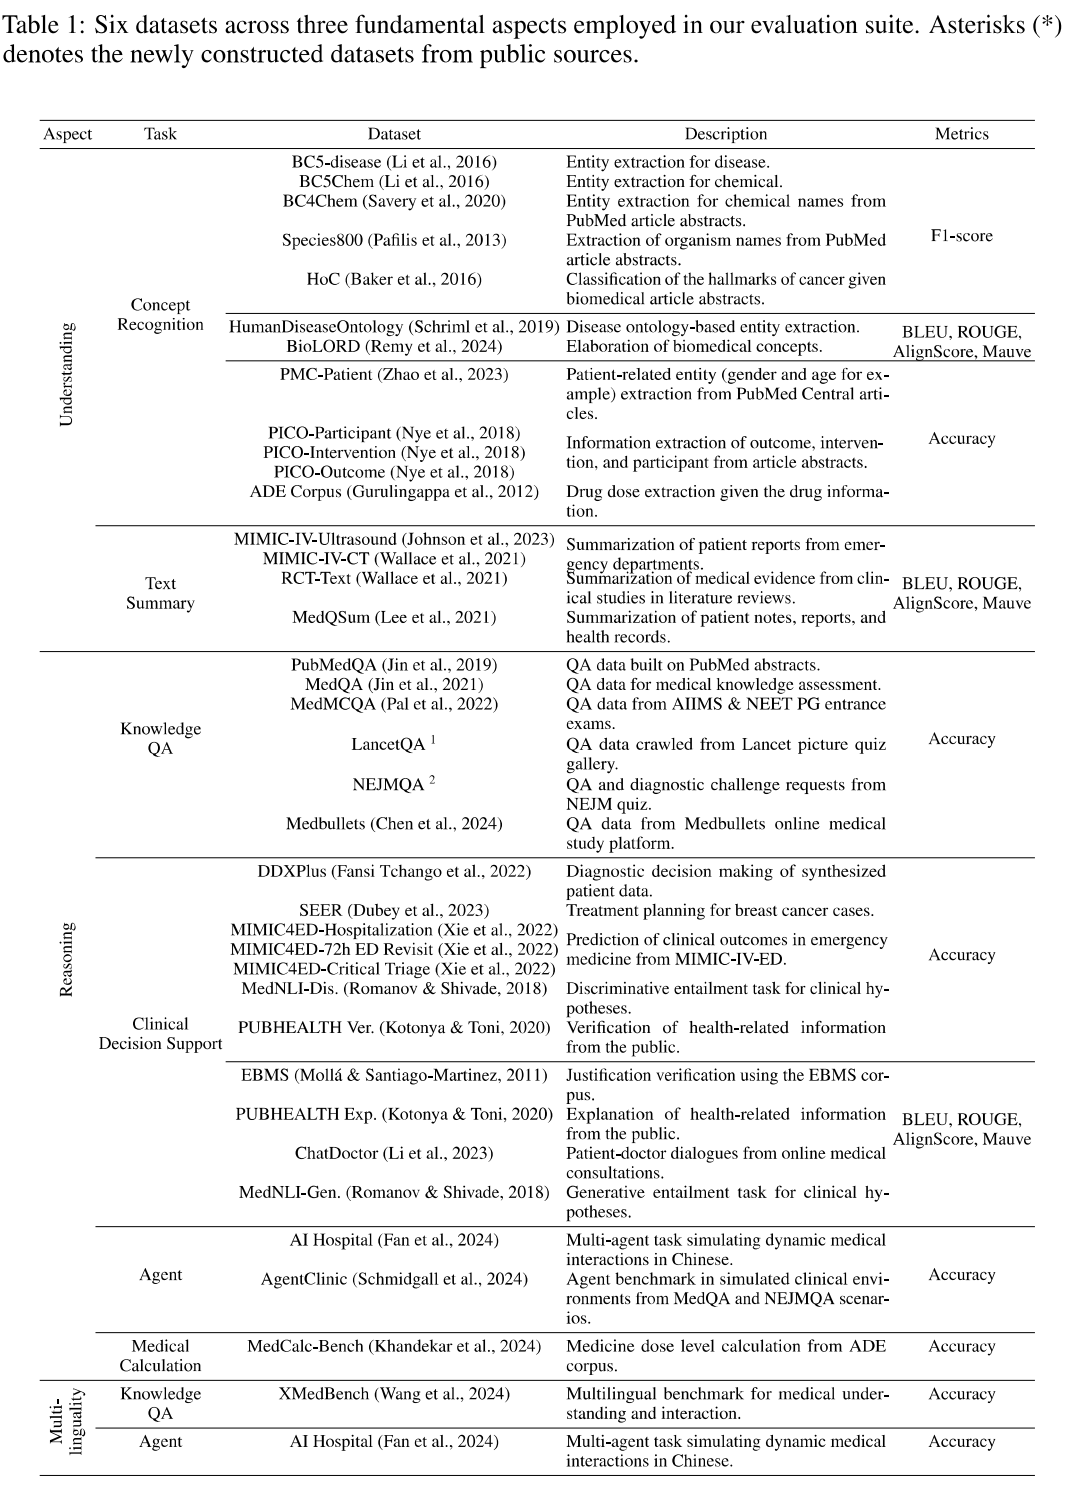 Table 1: Six datasets across three fundamental aspects employed in our evaluation suite. Asterisks (*)
denotes the newly constructed datasets from public sources.
Aspect Task Dataset Description Metrics
Understanding
Concept
Recognition
BC5-disease (Li et al., 2016) Entity extraction for disease.
BC5Chem (Li et al., 2016) Entity extraction for chemical.
BC4Chem (Savery et al., 2020) Entity extraction for chemical names from
PubMed article abstracts.
Species800 (Pafilis et al., 2013) Extraction of organism names from PubMed
article abstracts.
HoC (Baker et al., 2016) Classification of the hallmarks of cancer given
biomedical article abstracts.
F1-score
HumanDiseaseOntology (Schriml et al., 2019) Disease ontology-based entity extraction.
BioLORD (Remy et al., 2024) Elaboration of biomedical concepts.
BLEU, ROUGE,
AlignScore, Mauve
PMC-Patient (Zhao et al., 2023) Patient-related entity (gender and age for ex-
ample) extraction from PubMed Central arti-
cles.
PICO-Participant (Nye et al., 2018)
PICO-Intervention (Nye et al., 2018)
PICO-Outcome (Nye et al., 2018)
Information extraction of outcome, interven-
tion, and participant from article abstracts.
ADE Corpus (Gurulingappa et al., 2012) Drug dose extraction given the drug informa-
tion.
Accuracy
Text
Summary
MIMIC-IV-Ultrasound (Johnson et al., 2023)
MIMIC-IV-CT (Wallace et al., 2021)
Summarization of patient reports from emer-
gency departments.
RCT-Text (Wallace et al., 2021) Summarization of medical evidence from clin-
ical studies in literature reviews.
MedQSum (Lee et al., 2021) Summarization of patient notes, reports, and
health records.
BLEU, ROUGE,
AlignScore, Mauve
Reasoning
Knowledge
QA
PubMedQA (Jin et al., 2019) QA data built on PubMed abstracts.
MedQA (Jin et al., 2021) QA data for medical knowledge assessment.
MedMCQA (Pal et al., 2022) QA data from AIIMS & NEET PG entrance
exams.
LancetQA 1 QA data crawled from Lancet picture quiz
gallery.
NEJMQA 2 QA and diagnostic challenge requests from
NEJM quiz.
Medbullets (Chen et al., 2024) QA data from Medbullets online medical
study platform.
Accuracy
Clinical
Decision Support
DDXPlus (Fansi Tchango et al., 2022) Diagnostic decision making of synthesized
patient data.
SEER (Dubey et al., 2023) Treatment planning for breast cancer cases.
MIMIC4ED-Hospitalization (Xie et al., 2022)
MIMIC4ED-72h ED Revisit (Xie et al., 2022)
MIMIC4ED-Critical Triage (Xie et al., 2022)
Prediction of clinical outcomes in emergency
medicine from MIMIC-IV-ED.
MedNLI-Dis. (Romanov & Shivade, 2018) Discriminative entailment task for clinical hy-
potheses.
PUBHEALTH Ver. (Kotonya & Toni, 2020) Verification of health-related information
from the public.
Accuracy
EBMS (Mollá & Santiago-Martinez, 2011) Justification verification using the EBMS cor-
pus.
PUBHEALTH Exp. (Kotonya & Toni, 2020) Explanation of health-related information
from the public.
ChatDoctor (Li et al., 2023) Patient-doctor dialogues from online medical
consultations.
MedNLI-Gen. (Romanov & Shivade, 2018) Generative entailment task for clinical hy-
potheses.
BLEU, ROUGE,
AlignScore, Mauve
Agent
AI Hospital (Fan et al., 2024) Multi-agent task simulating dynamic medical
interactions in Chinese.
AgentClinic (Schmidgall et al., 2024) Agent benchmark in simulated clinical envi-
ronments from MedQA and NEJMQA scenar-
ios.
Accuracy
Medical
Calculation
MedCalc-Bench (Khandekar et al., 2024) Medicine dose level calculation from ADE
corpus.
Accuracy
Multi-
linguality
Knowledge
QA
XMedBench (Wang et al., 2024) Multilingual benchmark for medical under-
standing and interaction.
Accuracy
Agent
AI Hospital (Fan et al., 2024) Multi-agent task simulating dynamic medical
interactions in Chinese.
Accuracy